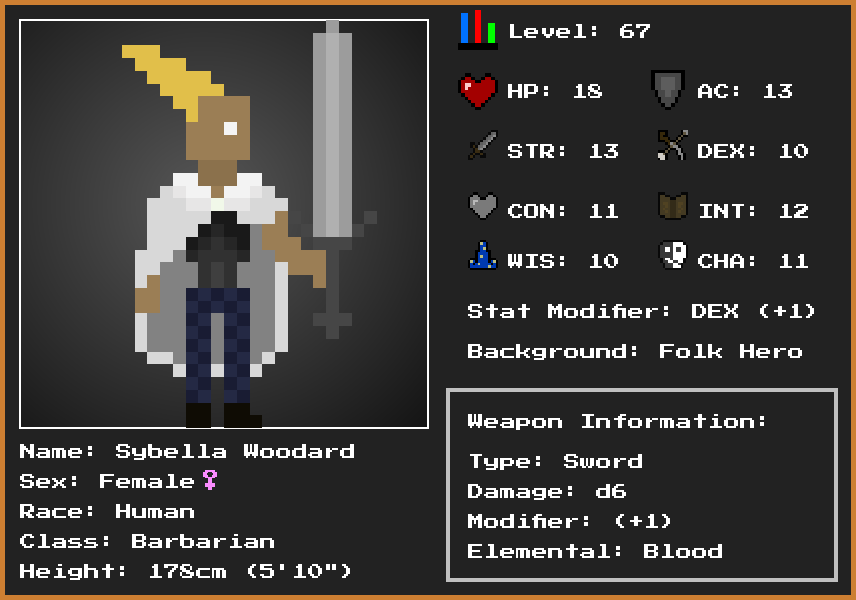 Level: 67
HP: 18
AC: 13
STR: 13
DEX: 10
CON: 11
INT: 12
WIS: 10
CHA: 11
Stat Modifier: DEX (+1)
Background: Folk Hero
Weapon Information:
Type: Sword
Damage: d6
Modifier: (+1)
Elemental: Blood
Name: Sybella Woodard
Sex: Female♀
Race: Human
Class: Barbarian
Height: 178cm (5'10")